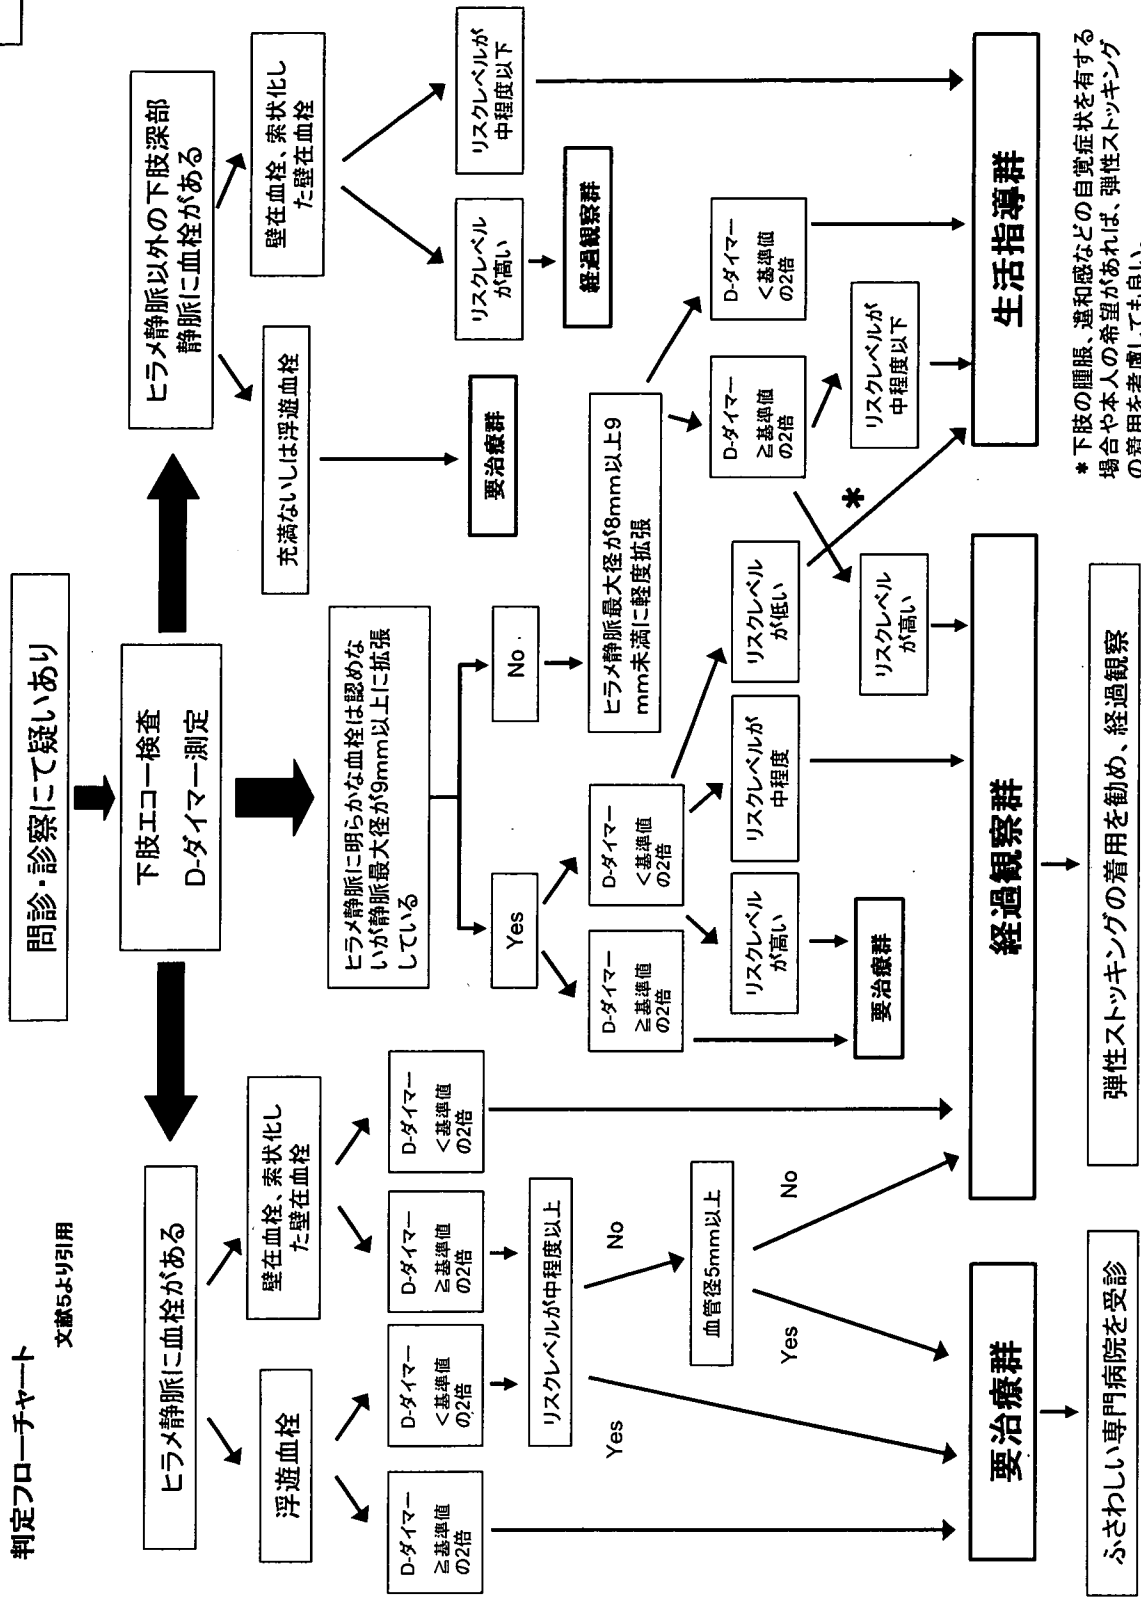 判定フローチャート
文献5より引用
問診・診察にて疑いあり
下肢エコー検査
D-ダイマー測定
ヒラメ静脈に血栓がある
浮遊血栓
壁在血栓、索状化し
た壁在血栓
D-ダイマー
≧基準値
の2倍
D-ダイマー
<基準値
の2倍
D-ダイマー
≧基準値
の2倍
D-ダイマー
<基準値
の2倍
リスクレベルが中程度以上
Yes
No
血管径5mm以上
Yes
No
ヒラメ静脈に明らかな血栓は認めな
いが静脈最大径が9mm以上に拡張
している
Yes
No
D-ダイマー
≧基準値
の2倍
D-ダイマー
<基準値
の2倍
リスクレベル
が高い
リスクレベルが
中程度
リスクレベル
が低い
要治療群
ヒラメ静脈最大径が8mm以上9
mm未満に軽度拡張
D-ダイマー
≧基準値
の2倍
D-ダイマー
<基準値
の2倍
*
リスクレベル
が高い
リスクレベルが
中程度以下
ヒラメ静脈以外の下肢深部
静脈に血栓がある
充満ないしは浮遊血栓
壁在血栓、索状化し
た壁在血栓
要治療群
リスクレベル
が高い
リスクレベルが
中程度以下
経過観察群
要治療群
経過観察群
生活指導群
ふさわしい専門病院を受診
弾性ストッキングの着用を勧め、経過観察
*下肢の腫脹、違和感などの自覚症状を有する
場合や本人の希望があれば、弾性ストッキング
の着用を考慮しても良い。